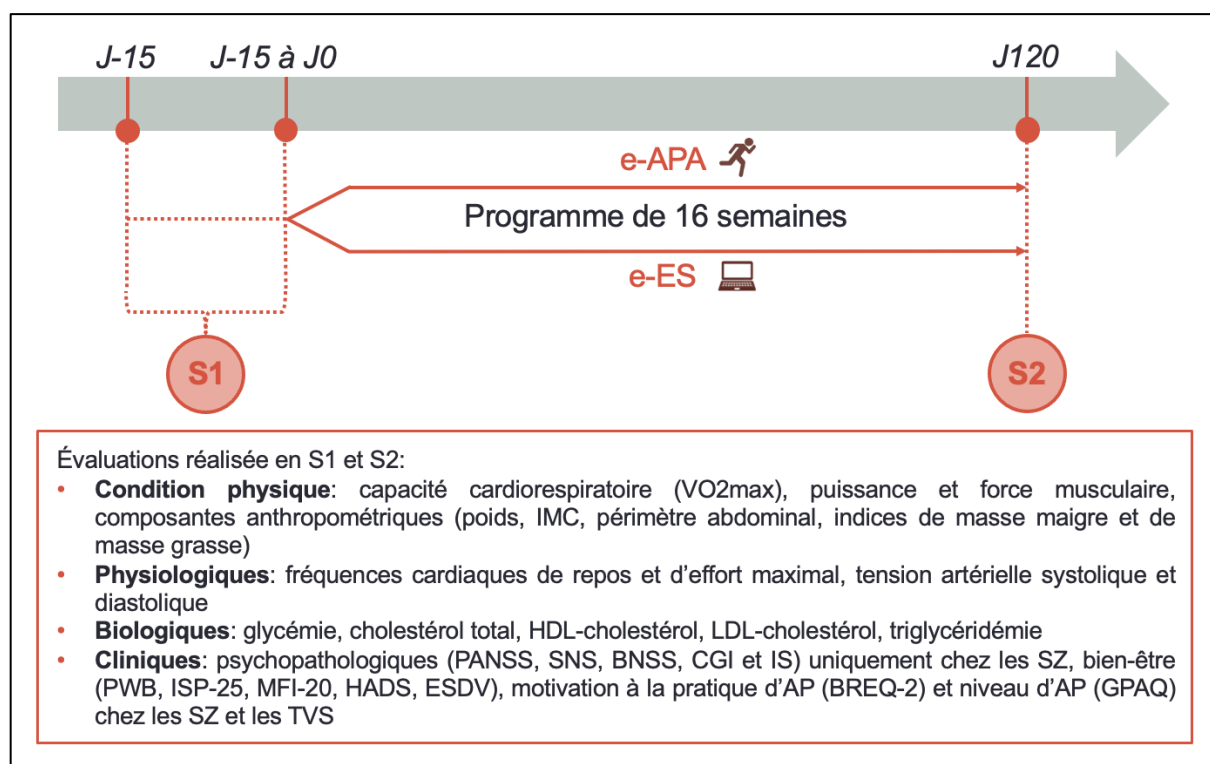 J-15 J-15 à J0 J120
e-APA
Programme de 16 semaines
e-ES
S1 S2
Évaluations réalisée en S1 et S2:
• Condition physique: capacité cardiorespiratoire (VO2max), puissance et force musculaire,
composantes anthropométriques (poids, IMC, périmètre abdominal, indices de masse maigre et de
masse grasse)
• Physiologiques: fréquences cardiaques de repos et d’effort maximal, tension artérielle systolique et
diastolique
• Biologiques: glycémie, cholestérol total, HDL-cholestérol, LDL-cholestérol, triglycéridémie
• Cliniques: psychopathologiques (PANSS, SNS, BNSS, CGI et IS) uniquement chez les SZ, bien-être
(PWB, ISP-25, MFI-20, HADS, ESDV), motivation à la pratique d’AP (BREQ-2) et niveau d’AP (GPAQ)
chez les SZ et les TVS